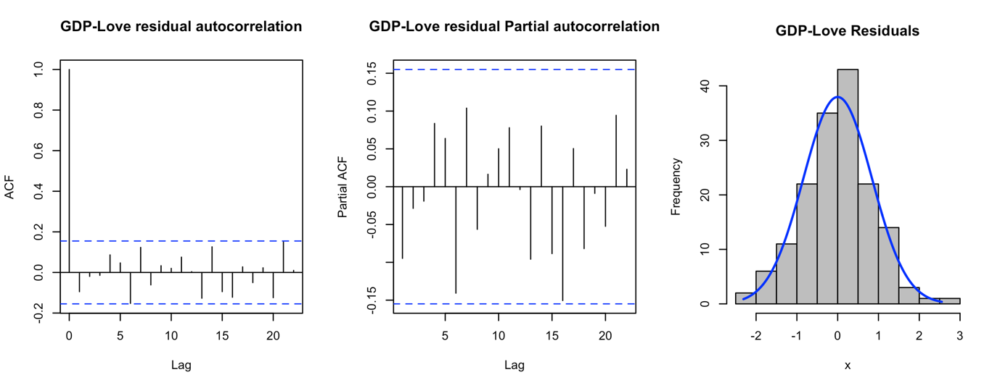 GDP-Love residual autocorrelation
ACF
1.0
0.8
0.6
0.4
0.2
0.0
-0.2
0 5 10 15 20
Lag
GDP-Love residual Partial autocorrelation
Partial ACF
0.15
0.10
0.05
0.00
-0.05
-0.15
5 10 15 20
Lag
GDP-Love Residuals
Frequency
40
30
20
10
0
-2 -1 0 1 2 3
x